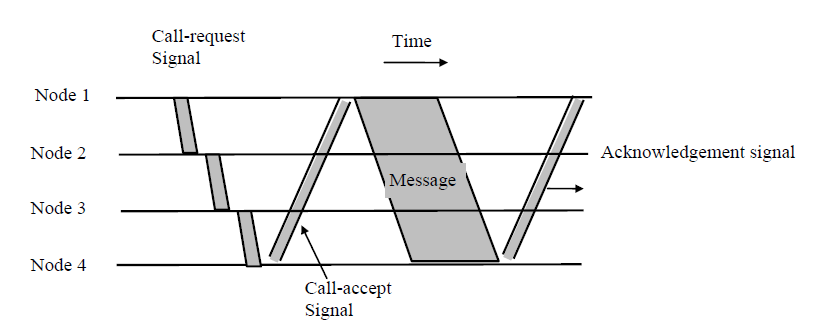 Call-request
Signal
Time
Node 1
Node 2
Acknowledgement signal
Message
Node 3
Node 4
Call-accept
Signal